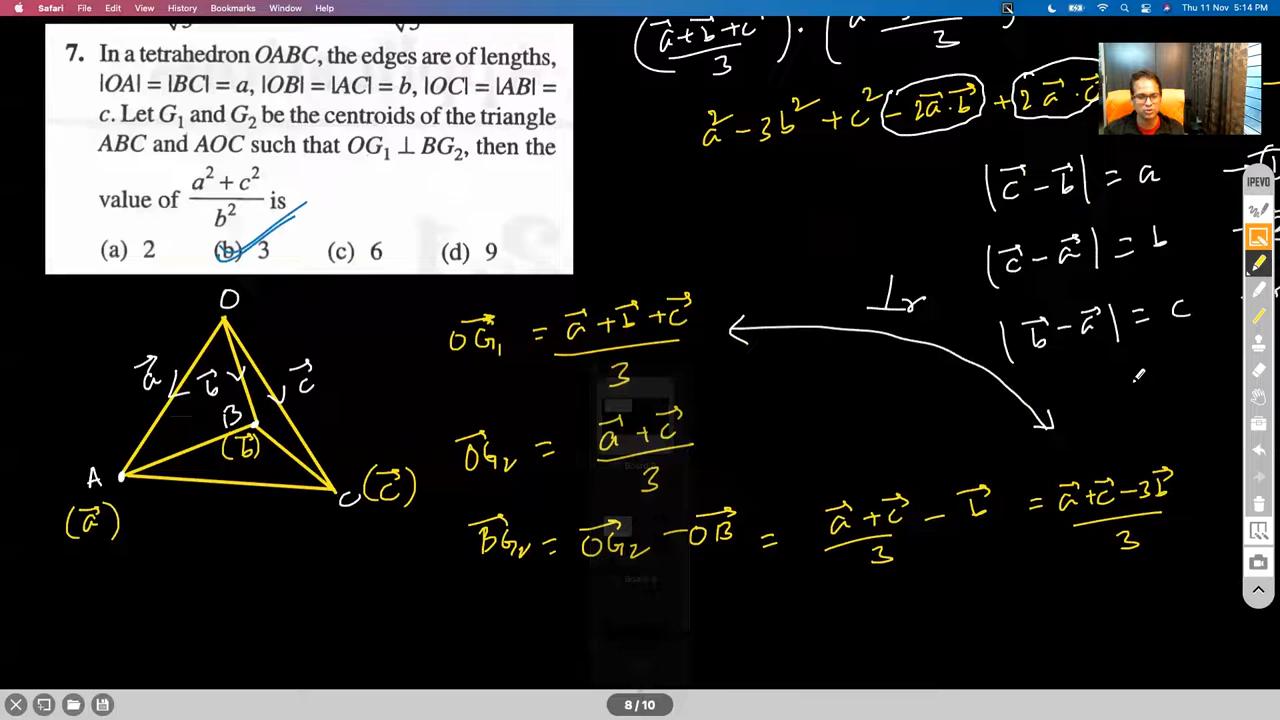 Safari File Edit View History Bookmarks Window Help Thu 11 Nov 5:14 PM
7. In a tetrahedron OABC, the edges are of lengths,
|OA| = |BC| = a, |OB| = |AC| = b, |OC| = |AB| =
c. Let G₁ and G₂ be the centroids of the triangle
ABC and AOC such that OG₁ ⊥ BG₂, then the
value of (a² + c²)/b² is
(a) 2 (b) 3 (c) 6 (d) 9
(a⃗ + b⃗ + c⃗)/3 · (
a² - 3b² + c² - 2a⃗·b⃗ + 2a⃗·c⃗
|c⃗ - b⃗| = a
|c⃗ - a⃗| = b
|b⃗ - a⃗| = c
⊥r
O
a⃗ b⃗ c⃗
B
(b⃗)
A
(a⃗)
C (c⃗)
OG₁⃗ = (a⃗ + b⃗ + c⃗)/3
OG₂⃗ = (a⃗ + c⃗)/3
BG₂⃗ = OG₂⃗ - OB⃗ = (a⃗ + c⃗)/3 - b⃗ = (a⃗ + c⃗ - 3b⃗)/3
IPEVO
8 / 10